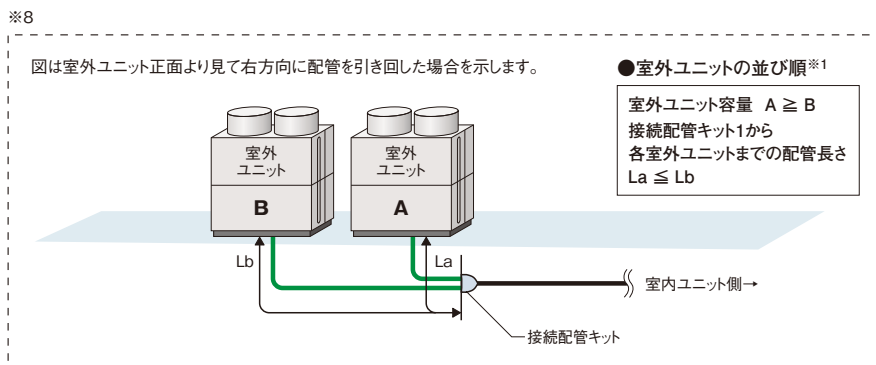 ※8
図は室外ユニット正面より見て右方向に配管を引き回した場合を示します。
●室外ユニットの並び順※1
室外ユニット容量 A ≧ B
接続配管キット1から
各室外ユニットまでの配管長さ
La ≦ Lb
室外
ユニット
B
室外
ユニット
A
Lb
La
室内ユニット側→
接続配管キット